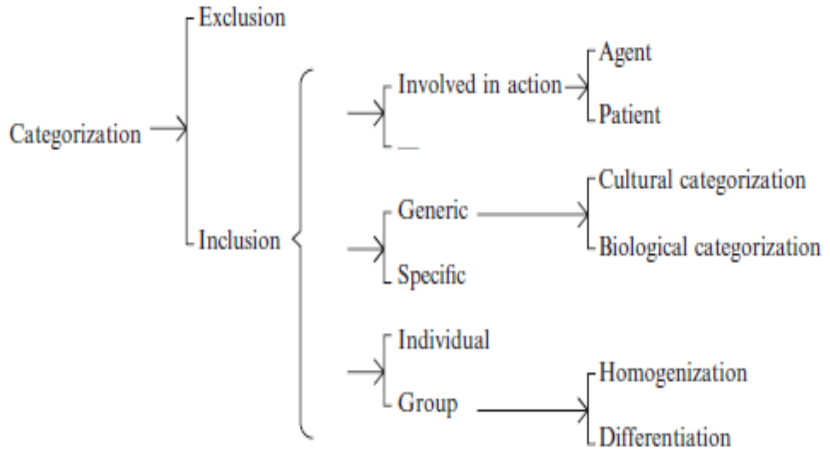 Exclusion
Agent
Involved in action
Patient
Categorization
—
Cultural categorization
Generic
Inclusion
Biological categorization
Specific
Individual
Homogenization
Group
Differentiation